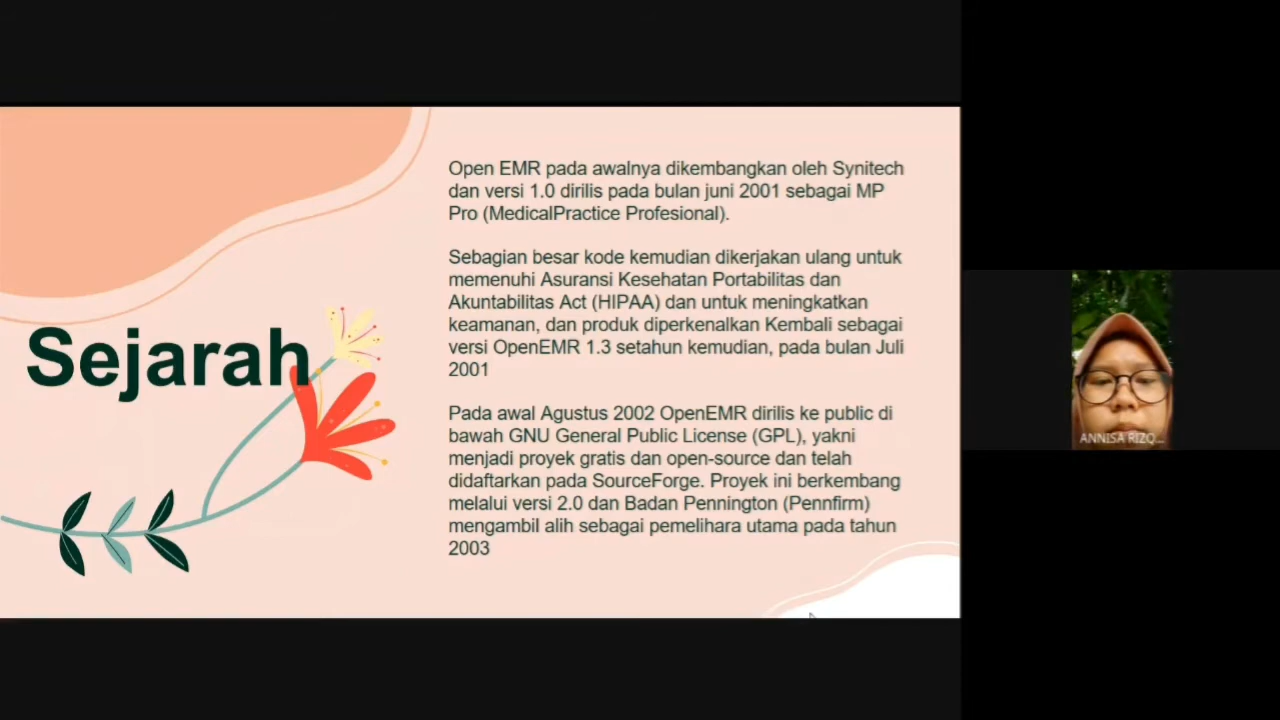 Sejarah
Open EMR pada awalnya dikembangkan oleh Synitech
dan versi 1.0 dirilis pada bulan juni 2001 sebagai MP
Pro (MedicalPractice Profesional).
Sebagian besar kode kemudian dikerjakan ulang untuk
memenuhi Asuransi Kesehatan Portabilitas dan
Akuntabilitas Act (HIPAA) dan untuk meningkatkan
keamanan, dan produk diperkenalkan Kembali sebagai
versi OpenEMR 1.3 setahun kemudian, pada bulan Juli
2001
Pada awal Agustus 2002 OpenEMR dirilis ke public di
bawah GNU General Public License (GPL), yakni
menjadi proyek gratis dan open-source dan telah
didaftarkan pada SourceForge. Proyek ini berkembang
melalui versi 2.0 dan Badan Pennington (Pennfirm)
mengambil alih sebagai pemelihara utama pada tahun
2003
ANNISA RIZQ...